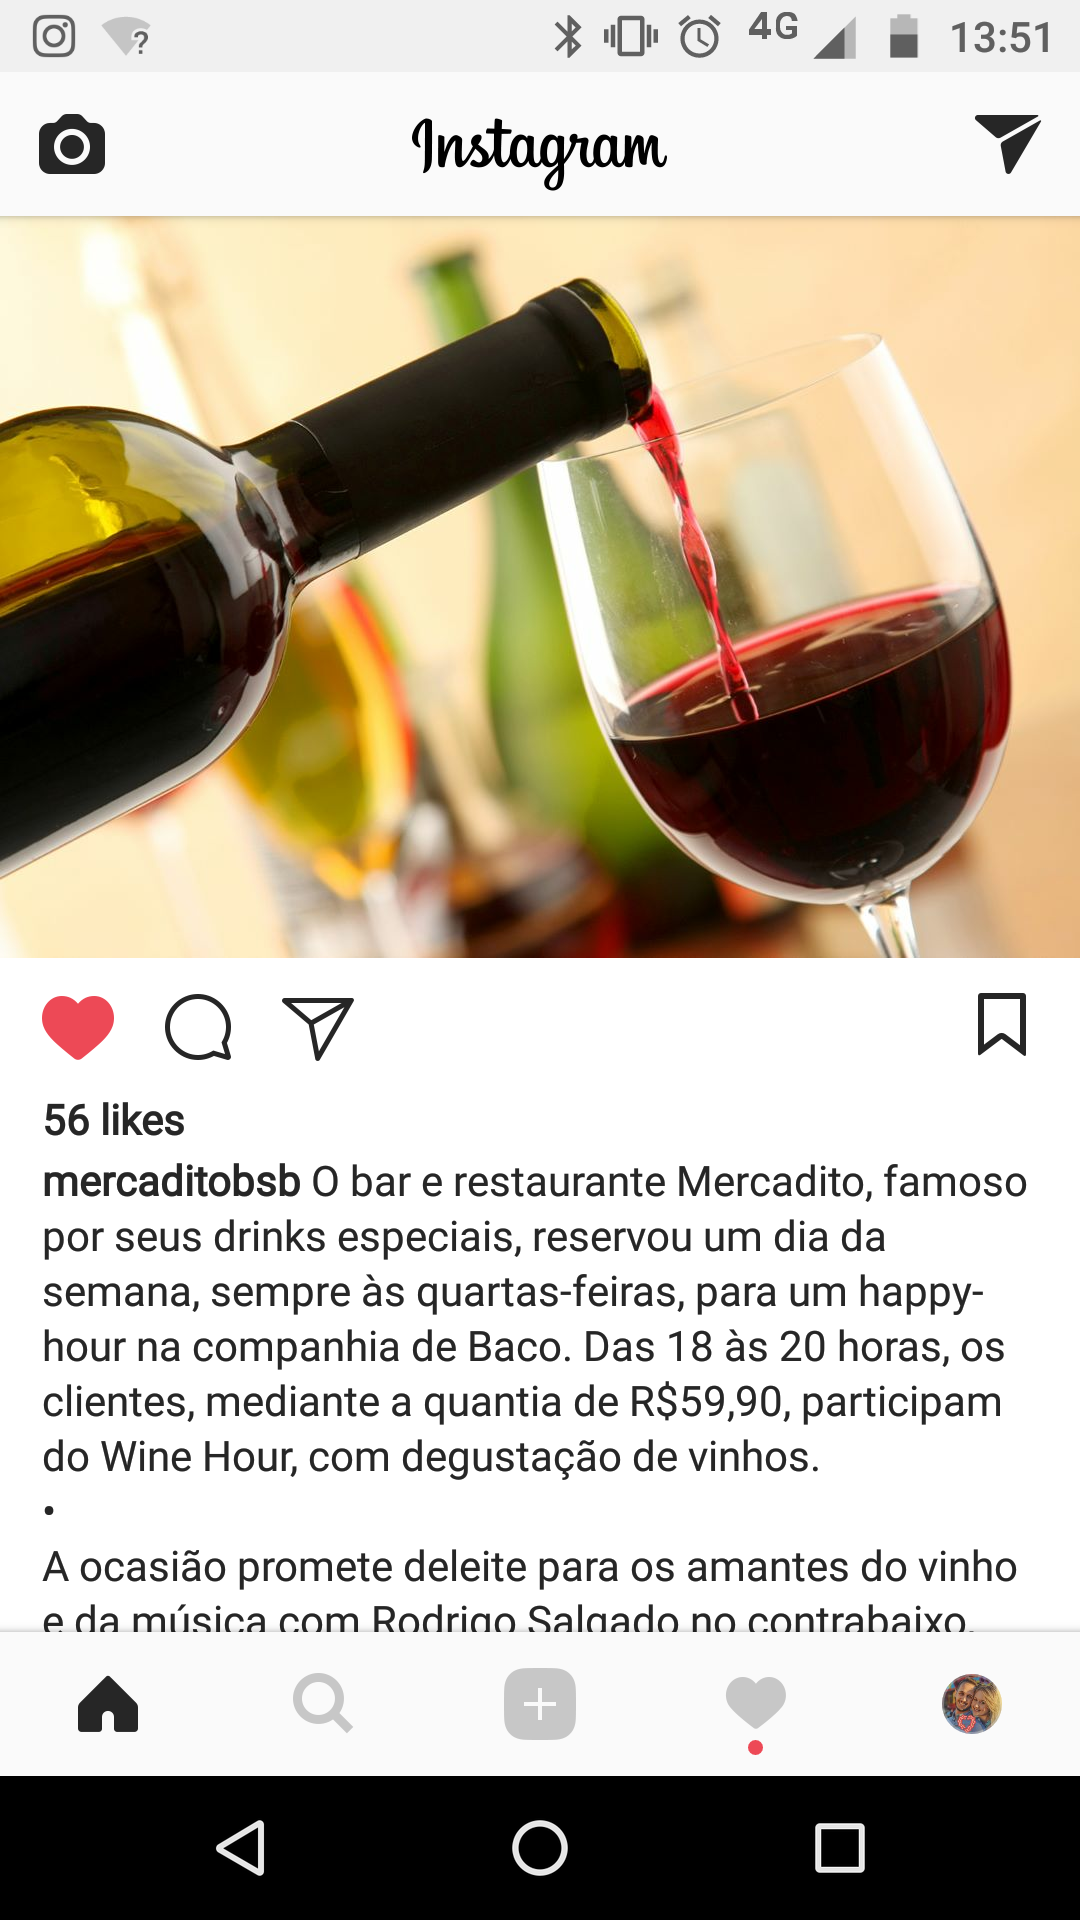 4G 13:51
Instagram
56 likes
mercaditobsb O bar e restaurante Mercadito, famoso
por seus drinks especiais, reservou um dia da
semana, sempre às quartas-feiras, para um happy-
hour na companhia de Baco. Das 18 às 20 horas, os
clientes, mediante a quantia de R$59,90, participam
do Wine Hour, com degustação de vinhos.
•
A ocasião promete deleite para os amantes do vinho
e da música com Rodrigo Salgado no contrabaixo,